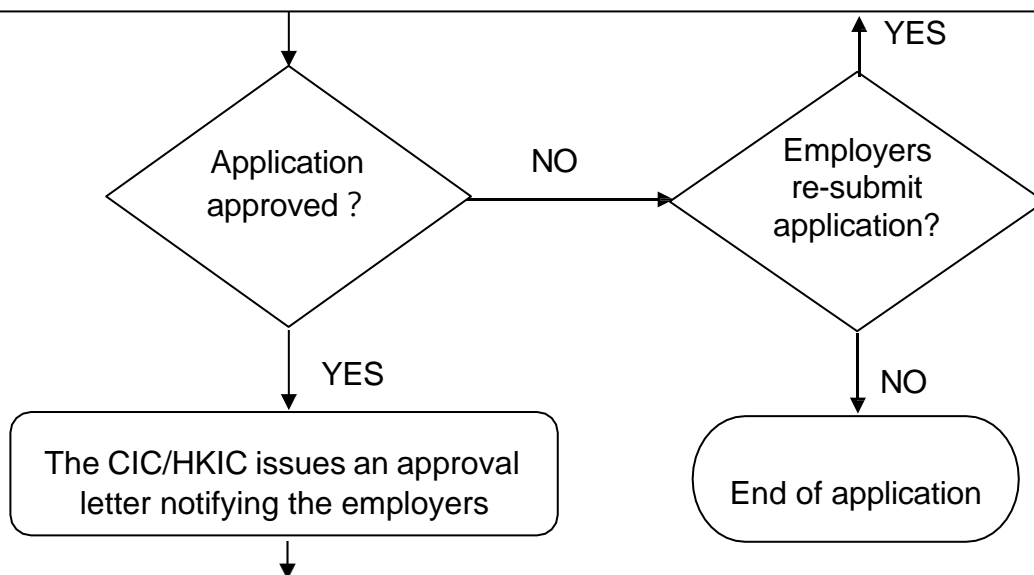 YES
Application
approved ?
NO
Employers
re-submit
application?
YES
NO
The CIC/HKIC issues an approval
letter notifying the employers
End of application